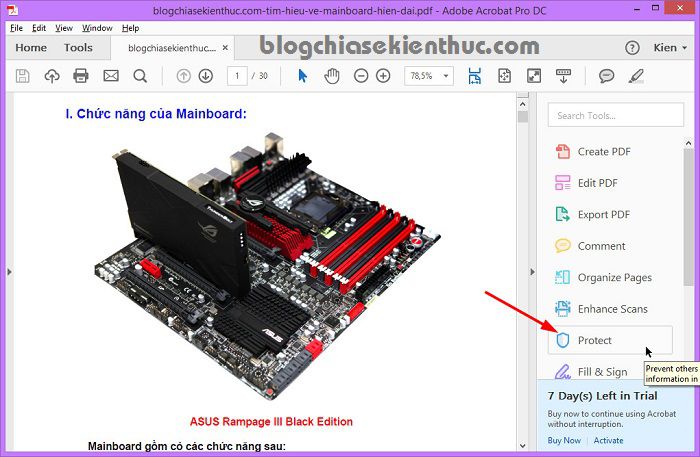 blogchiasekienthuc.com-tim-hieu-ve-mainboard-hien-dai.pdf - Adobe Acrobat Pro DC
File Edit View Window Help
Home Tools blogchiasekienthuc.... ×
blogchiasekienthuc.com
Kien
1 / 30
78,5%
I. Chức năng của Mainboard:
ASUS
ASUS Rampage III Black Edition
Mainboard gồm có các chức năng sau:
Search Tools...
Create PDF
Edit PDF
Export PDF
Comment
Organize Pages
Enhance Scans
Protect
Prevent others
information in
Fill & Sign
7 Day(s) Left in Trial
Buy now to continue using Acrobat
without interruption.
Buy Now | Activate